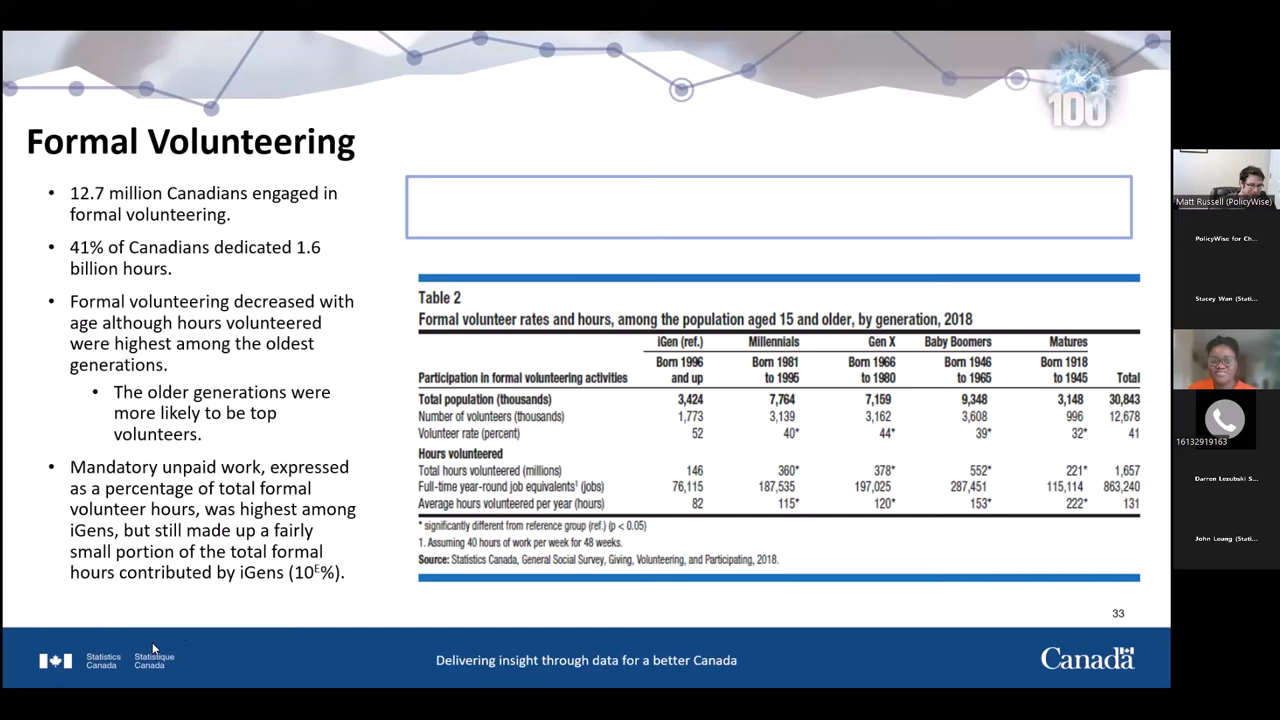 100
Formal Volunteering
• 12.7 million Canadians engaged in
formal volunteering.
• 41% of Canadians dedicated 1.6
billion hours.
• Formal volunteering decreased with
age although hours volunteered
were highest among the oldest
generations.
• The older generations were
more likely to be top
volunteers.
• Mandatory unpaid work, expressed
as a percentage of total formal
volunteer hours, was highest among
iGens, but still made up a fairly
small portion of the total formal
hours contributed by iGens (10ᴱ%).
Table 2
Formal volunteer rates and hours, among the population aged 15 and older, by generation, 2018
iGen (ref.) Millennials Gen X Baby Boomers Matures
Born 1996 Born 1981 Born 1966 Born 1946 Born 1918
Participation in formal volunteering activities and up to 1995 to 1980 to 1965 to 1945 Total
Total population (thousands) 3,424 7,764 7,159 9,348 3,148 30,843
Number of volunteers (thousands) 1,773 3,139 3,162 3,608 996 12,678
Volunteer rate (percent) 52 40* 44* 39* 32* 41
Hours volunteered
Total hours volunteered (millions) 146 360* 378* 552* 221* 1,657
Full-time year-round job equivalents¹ (jobs) 76,115 187,535 197,025 287,451 115,114 863,240
Average hours volunteered per year (hours) 82 115* 120* 153* 222* 131
* significantly different from reference group (ref.) (p < 0.05)
1. Assuming 40 hours of work per week for 48 weeks.
Source: Statistics Canada, General Social Survey, Giving, Volunteering, and Participating, 2018.
33
Statistics Statistique
Canada Canada
Delivering insight through data for a better Canada
Canada
Matt Russell (PolicyWise)
PolicyWise for Ch...
Stacey Wan (Stati...
16132919163
Darren Lezubski S...
John Leung (Stati...